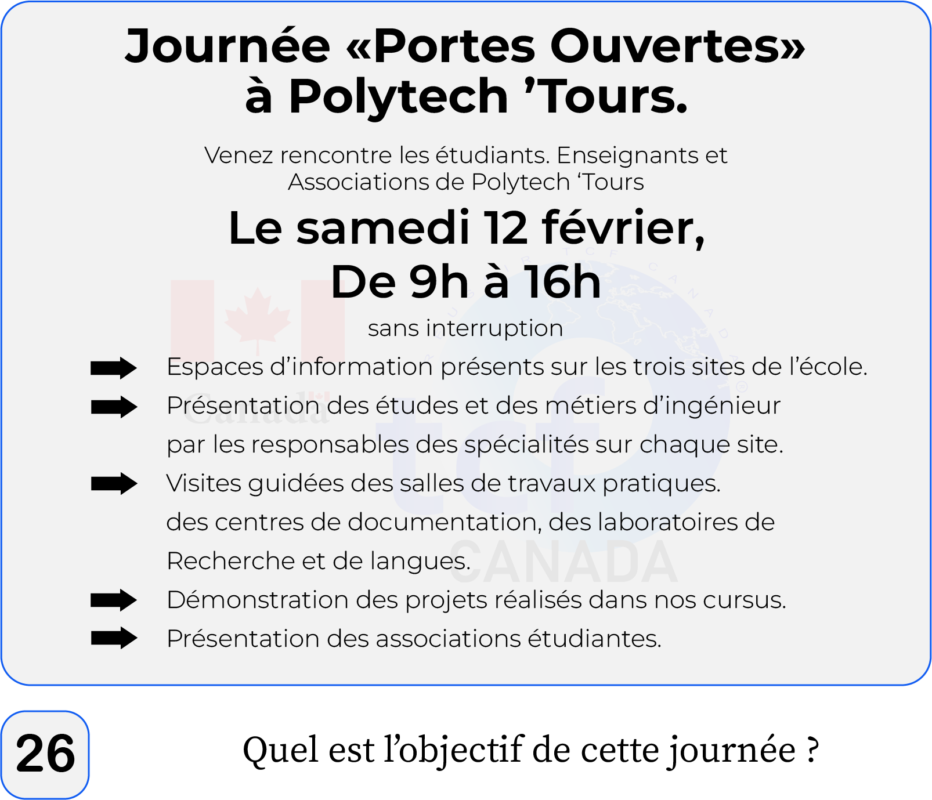 Journée «Portes Ouvertes»
à Polytech ’Tours.
Venez rencontre les étudiants. Enseignants et
Associations de Polytech ‘Tours
Le samedi 12 février,
De 9h à 16h
sans interruption
Espaces d’information présents sur les trois sites de l’école.
Présentation des études et des métiers d’ingénieur
par les responsables des spécialités sur chaque site.
Visites guidées des salles de travaux pratiques.
des centres de documentation, des laboratoires de
Recherche et de langues.
Démonstration des projets réalisés dans nos cursus.
Présentation des associations étudiantes.
Canada
tcf
CANADA
26
Quel est l’objectif de cette journée ?